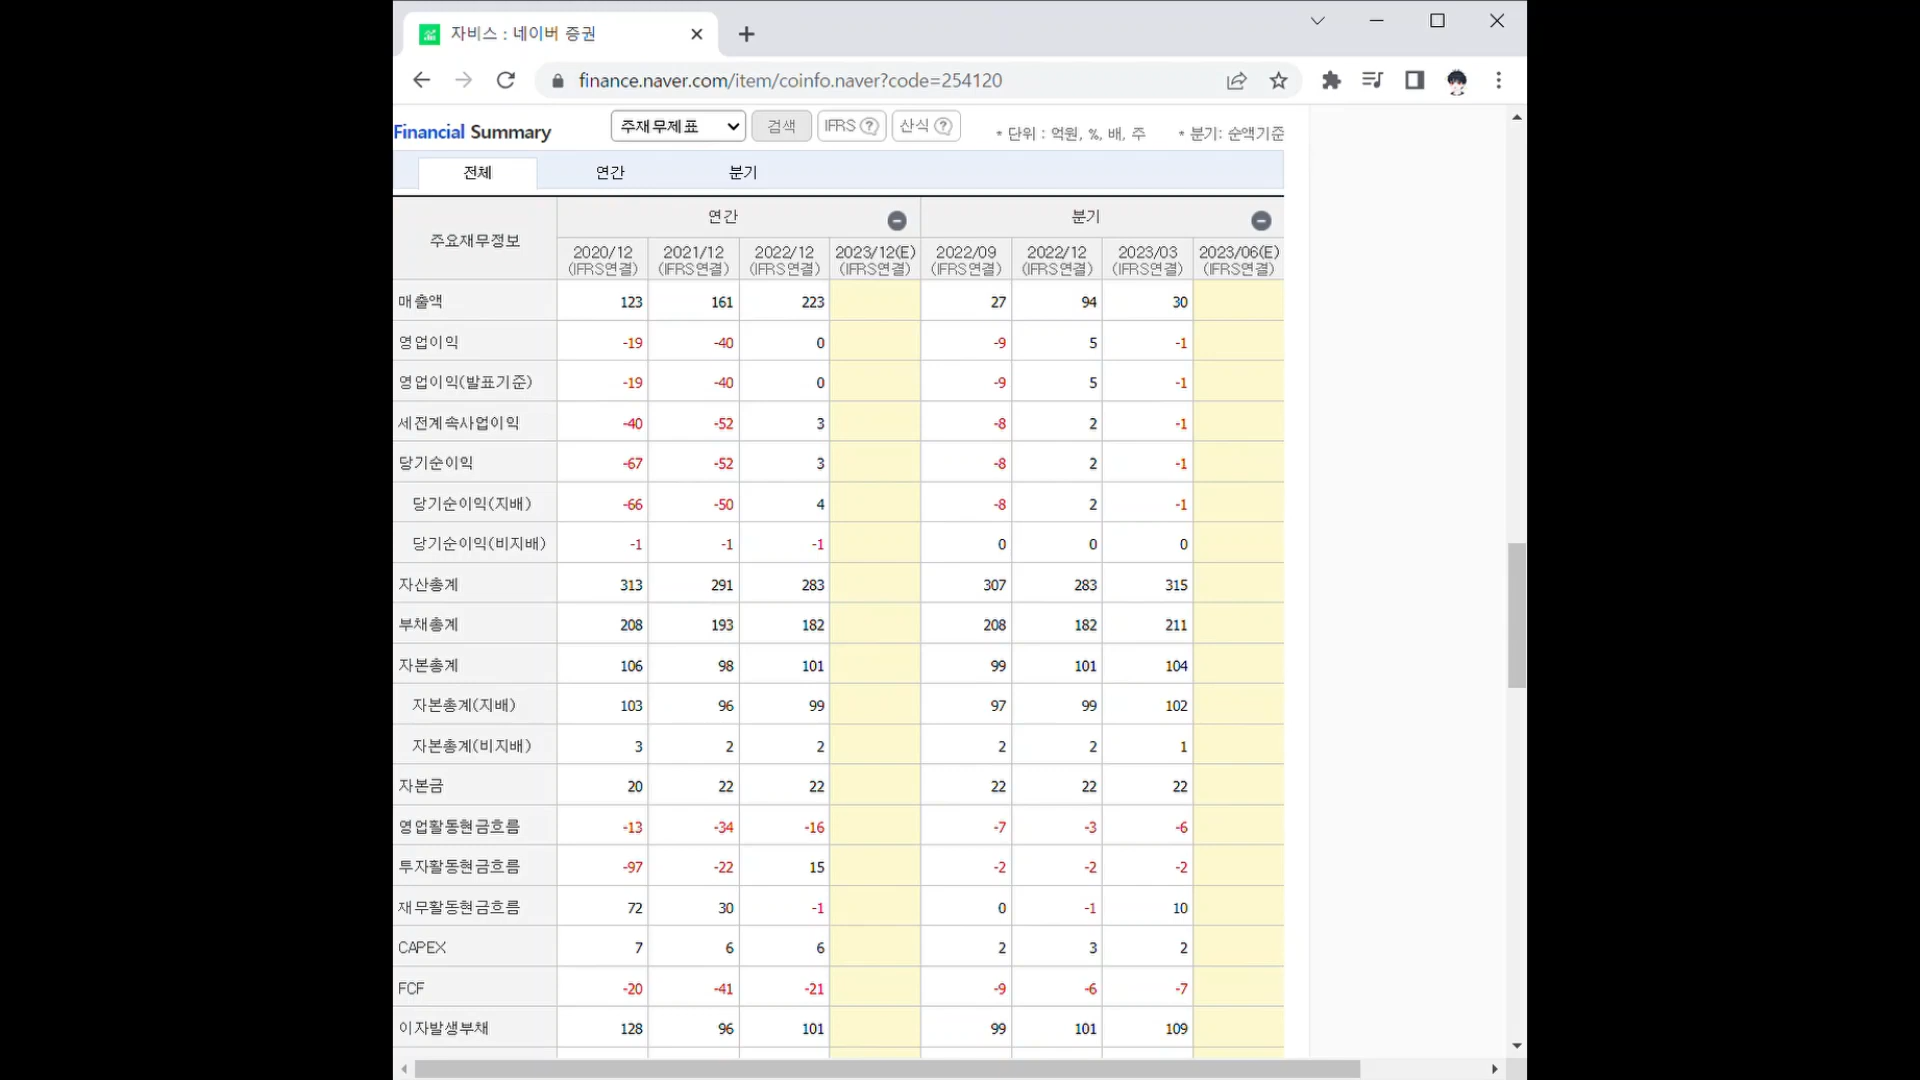 자비스 : 네이버 증권
finance.naver.com/item/coinfo.naver?code=254120
Financial Summary 주재무제표 검색 IFRS ? 산식 ? * 단위 : 억원, %, 배, 주 * 분기: 순액기준
전체 연간 분기
주요재무정보 연간 분기
2020/12 2021/12 2022/12 2023/12(E) 2022/09 2022/12 2023/03 2023/06(E)
(IFRS연결) (IFRS연결) (IFRS연결) (IFRS연결) (IFRS연결) (IFRS연결) (IFRS연결) (IFRS연결)
매출액 123 161 223 27 94 30
영업이익 -19 -40 0 -9 5 -1
영업이익(발표기준) -19 -40 0 -9 5 -1
세전계속사업이익 -40 -52 3 -8 2 -1
당기순이익 -67 -52 3 -8 2 -1
당기순이익(지배) -66 -50 4 -8 2 -1
당기순이익(비지배) -1 -1 -1 0 0 0
자산총계 313 291 283 307 283 315
부채총계 208 193 182 208 182 211
자본총계 106 98 101 99 101 104
자본총계(지배) 103 96 99 97 99 102
자본총계(비지배) 3 2 2 2 2 1
자본금 20 22 22 22 22 22
영업활동현금흐름 -13 -34 -16 -7 -3 -6
투자활동현금흐름 -97 -22 15 -2 -2 -2
재무활동현금흐름 72 30 -1 0 -1 10
CAPEX 7 6 6 2 3 2
FCF -20 -41 -21 -9 -6 -7
이자발생부채 128 96 101 99 101 109